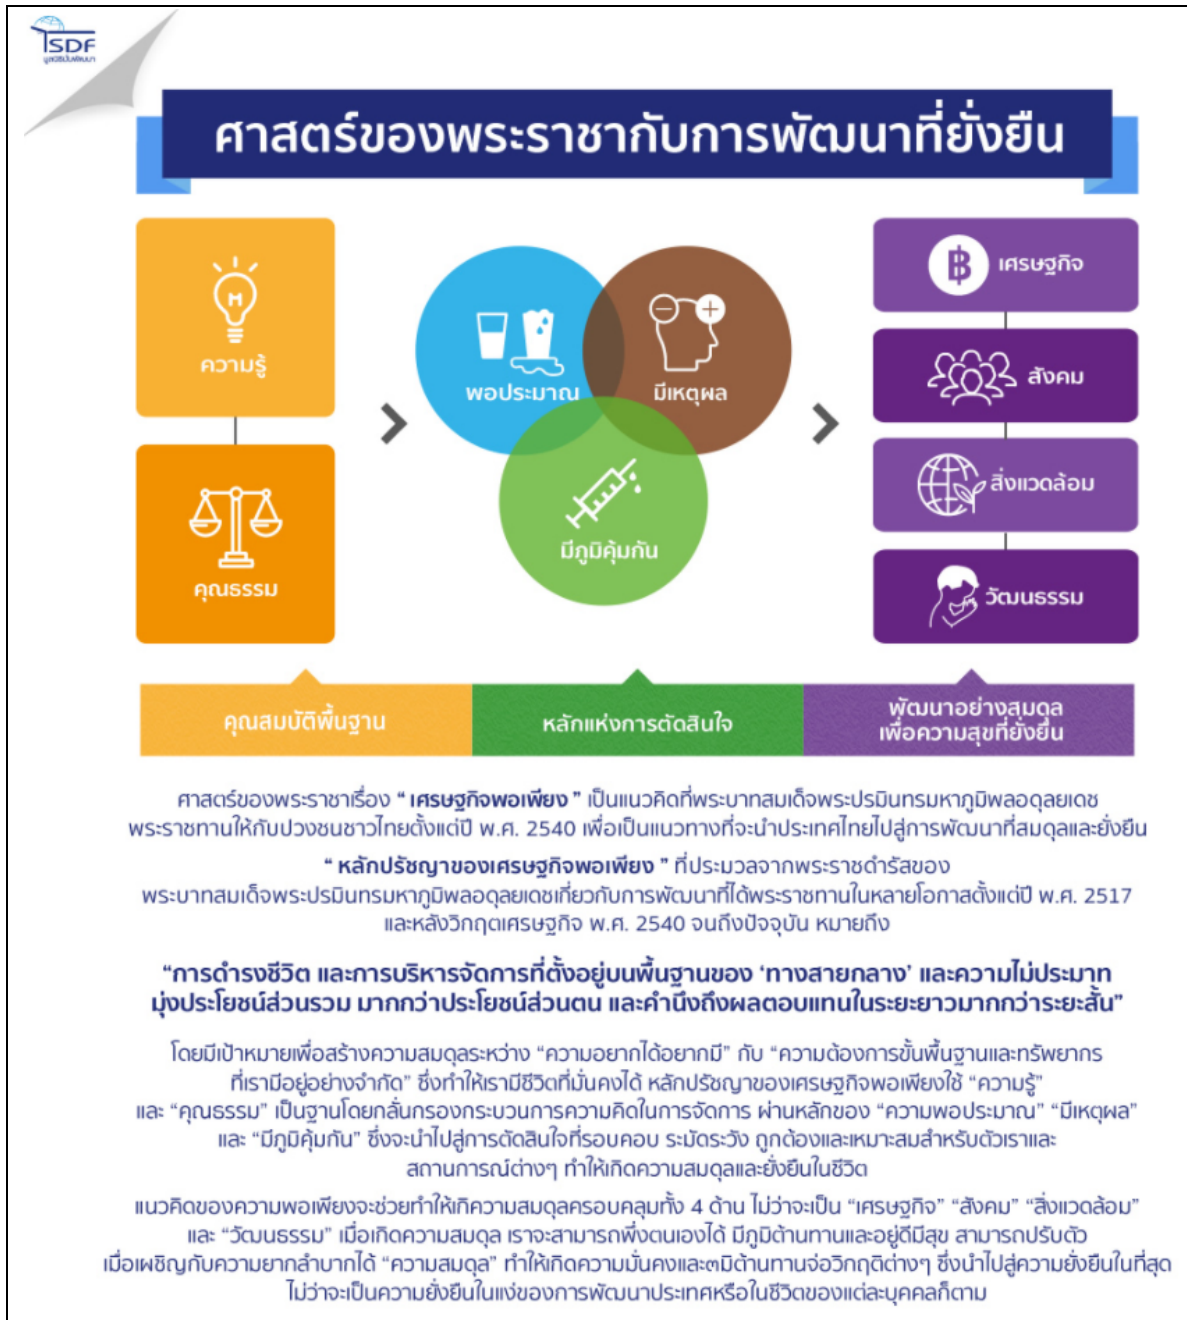 TSDF
มูลนิธิมั่นพัฒนา
ศาสตร์ของพระราชากับการพัฒนาที่ยั่งยืน
ความรู้
คุณธรรม
พอประมาณ
มีเหตุผล
มีภูมิคุ้มกัน
฿ เศรษฐกิจ
สังคม
สิ่งแวดล้อม
วัฒนธรรม
คุณสมบัติพื้นฐาน
หลักแห่งการตัดสินใจ
พัฒนาอย่างสมดุล
เพื่อความสุขที่ยั่งยืน
ศาสตร์ของพระราชาเรื่อง “ เศรษฐกิจพอเพียง ” เป็นแนวคิดที่พระบาทสมเด็จพระปรมินทรมหาภูมิพลอดุลยเดช
พระราชทานให้กับปวงชนชาวไทยตั้งแต่ปี พ.ศ. 2540 เพื่อเป็นแนวทางที่จะนำประเทศไทยไปสู่การพัฒนาที่สมดุลและยั่งยืน
“ หลักปรัชญาของเศรษฐกิจพอเพียง ” ที่ประมวลจากพระราชดำรัสของ
พระบาทสมเด็จพระปรมินทรมหาภูมิพลอดุลยเดชเกี่ยวกับการพัฒนาที่ได้พระราชทานในหลายโอกาสตั้งแต่ปี พ.ศ. 2517
และหลังวิกฤตเศรษฐกิจ พ.ศ. 2540 จนถึงปัจจุบัน หมายถึง
“การดำรงชีวิต และการบริหารจัดการที่ตั้งอยู่บนพื้นฐานของ ‘ทางสายกลาง’ และความไม่ประมาท
มุ่งประโยชน์ส่วนรวม มากกว่าประโยชน์ส่วนตน และคำนึงถึงผลตอบแทนในระยะยาวมากกว่าระยะสั้น”
โดยมีเป้าหมายเพื่อสร้างความสมดุลระหว่าง “ความอยากได้อยากมี” กับ “ความต้องการขั้นพื้นฐานและทรัพยากร
ที่เรามีอยู่อย่างจำกัด” ซึ่งทำให้เรามีชีวิตที่มั่นคงได้ หลักปรัชญาของเศรษฐกิจพอเพียงใช้ “ความรู้”
และ “คุณธรรม” เป็นฐานโดยกลั่นกรองกระบวนการความคิดในการจัดการ ผ่านหลักของ “ความพอประมาณ” “มีเหตุผล”
และ “มีภูมิคุ้มกัน” ซึ่งจะนำไปสู่การตัดสินใจที่รอบคอบ ระมัดระวัง ถูกต้องและเหมาะสมสำหรับตัวเราและ
สถานการณ์ต่างๆ ทำให้เกิดความสมดุลและยั่งยืนในชีวิต
แนวคิดของความพอเพียงจะช่วยทำให้เกิความสมดุลครอบคลุมทั้ง 4 ด้าน ไม่ว่าจะเป็น “เศรษฐกิจ” “สังคม” “สิ่งแวดล้อม”
และ “วัฒนธรรม” เมื่อเกิดความสมดุล เราจะสามารถพึ่งตนเองได้ มีภูมิต้านทานและอยู่ดีมีสุข สามารถปรับตัว
เมื่อเผชิญกับความยากลำบากได้ “ความสมดุล” ทำให้เกิดความมั่นคงและฅมิต้านทานจ่อวิกฤติต่างๆ ซึ่งนำไปสู่ความยั่งยืนในที่สุด
ไม่ว่าจะเป็นความยั่งยืนในแง่ของการพัฒนาประเทศหรือในชีวิตของแต่ละบุคคลก็ตาม